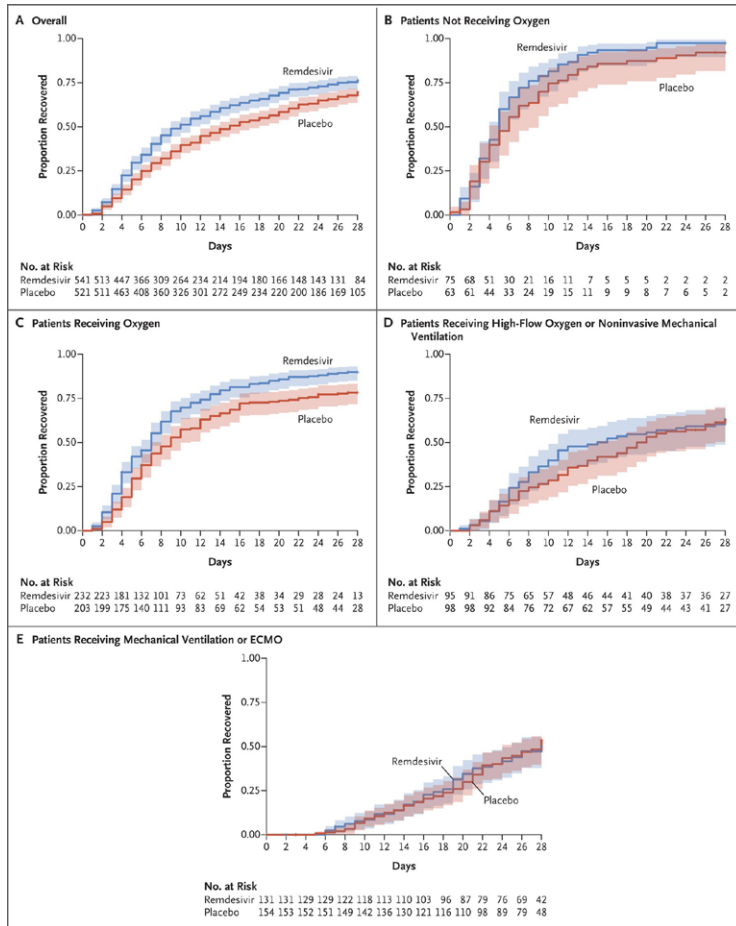 A Overall
1.00
0.75
0.50
0.25
0.00
Proportion Recovered
Remdesivir
Placebo
0 2 4 6 8 10 12 14 16 18 20 22 24 26 28
Days
No. at Risk
Remdesivir 541 513 447 366 309 264 234 214 194 180 166 148 143 131 84
Placebo 521 511 463 408 360 326 301 272 249 234 220 200 186 169 105
B Patients Not Receiving Oxygen
1.00
0.75
0.50
0.25
0.00
Proportion Recovered
Remdesivir
Placebo
0 2 4 6 8 10 12 14 16 18 20 22 24 26 28
Days
No. at Risk
Remdesivir 75 68 51 30 21 16 11 7 5 5 5 2 2 2 2
Placebo 63 61 44 33 24 19 15 11 9 9 8 7 6 5 2
C Patients Receiving Oxygen
1.00
0.75
0.50
0.25
0.00
Proportion Recovered
Remdesivir
Placebo
0 2 4 6 8 10 12 14 16 18 20 22 24 26 28
Days
No. at Risk
Remdesivir 232 223 181 132 101 73 62 51 42 38 34 29 28 24 13
Placebo 203 199 175 140 111 93 83 69 62 54 53 51 48 44 28
D Patients Receiving High-Flow Oxygen or Noninvasive Mechanical
Ventilation
1.00
0.75
0.50
0.25
0.00
Proportion Recovered
Remdesivir
Placebo
0 2 4 6 8 10 12 14 16 18 20 22 24 26 28
Days
No. at Risk
Remdesivir 95 91 86 75 65 57 48 46 44 41 40 38 37 36 27
Placebo 98 98 92 84 76 72 67 62 57 55 49 44 43 41 27
E Patients Receiving Mechanical Ventilation or ECMO
1.00
0.75
0.50
0.25
0.00
Proportion Recovered
Remdesivir
Placebo
0 2 4 6 8 10 12 14 16 18 20 22 24 26 28
Days
No. at Risk
Remdesivir 131 131 129 129 122 118 113 110 103 96 87 79 76 69 42
Placebo 154 153 152 151 149 142 136 130 121 116 110 98 89 79 48